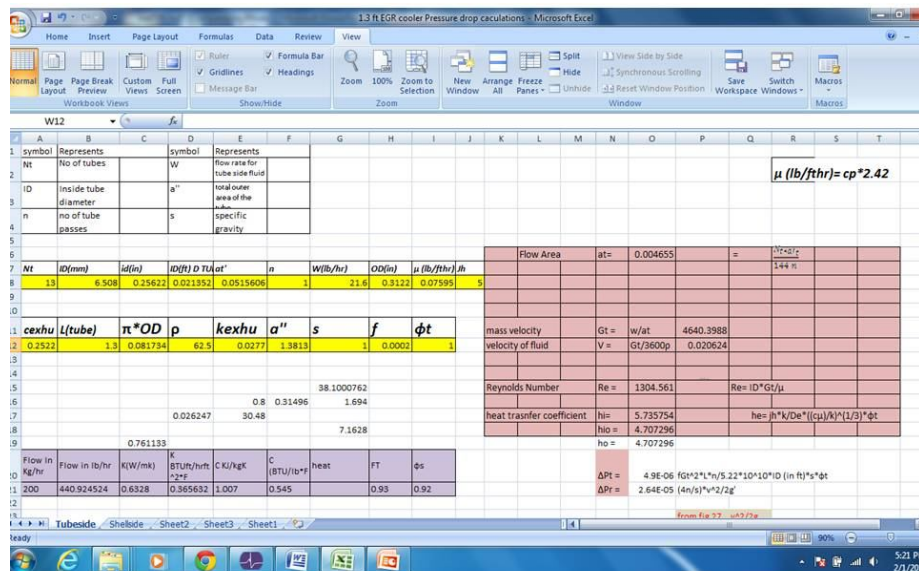 1.3 ft EGR cooler Pressure drop caculations - Microsoft Excel
Home Insert Page Layout Formulas Data Review View
Ruler Formula Bar
Gridlines Headings
Message Bar
Normal Page Layout Page Break Preview Custom Views Full Screen
Zoom 100% Zoom to Selection
New Window Arrange All Freeze Panes
Split
Hide
Unhide
View Side by Side
Synchronous Scrolling
Reset Window Position
Save Workspace Switch Windows Macros
Workbook Views Show/Hide Zoom Window Macros
W12 fx
A B C D E F G H I J K L M N O P Q R S T
symbol Represents symbol Represents
Nt No of tubes W flow rate for tube side fluid
μ (lb/fthr)= cp*2.42
ID Inside tube diameter a" total outer area of the
n no of tube passes s specific gravity
Flow Area at= 0.004655 =
144 n
Nt ID(mm) id(in) ID(ft) D TU at' n W(lb/hr) OD(in) μ (lb/fthr) Jh
13 6.508 0.25622 0.021352 0.0515606 1 21.6 0.3122 0.07595 5
cexhu L(tube) π*OD ρ kexhu a" s f ϕt
mass velocity Gt = w/at 4640.3988
0.2522 1.3 0.081734 62.5 0.0277 1.3813 1 0.0002 1
velocity of fluid V = Gt/3600ρ 0.020624
38.1000762
Reynolds Number Re = 1304.561 Re= ID*Gt/μ
0.8 0.31496 1.694
0.026247 30.48
heat trasnfer coefficient hi= 5.735754 he= jh*k/De*((cμ)/k)^(1/3)*ϕt
7.1628
hio = 4.707296
0.761133
ho = 4.707296
Flow in Kg/hr Flow in lb/hr K(W/mk) K BTUft/hrft^2*F C KJ/kgK C (BTU/lb*F heat FT ϕs
ΔPt = 4.9E-06 fGt^2*L*n/5.22*10^10*ID (in ft)*s*ϕt
200 440.924524 0.6328 0.365632 1.007 0.545 0.93 0.92
ΔPr = 2.64E-05 (4n/s)*v^2/2g'
from fig 27 v^2/2g
Tubeside Shellside Sheet2 Sheet3 Sheet1
Ready 90%
5:21 P